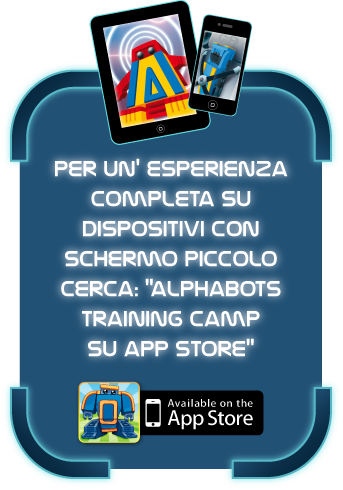 A
PER UN' ESPERIENZA
COMPLETA SU
DISPOSITIVI CON
SCHERMO PICCOLO
CERCA: "ALPHABOTS
TRAINING CAMP
SU APP STORE"
Available on the
App Store